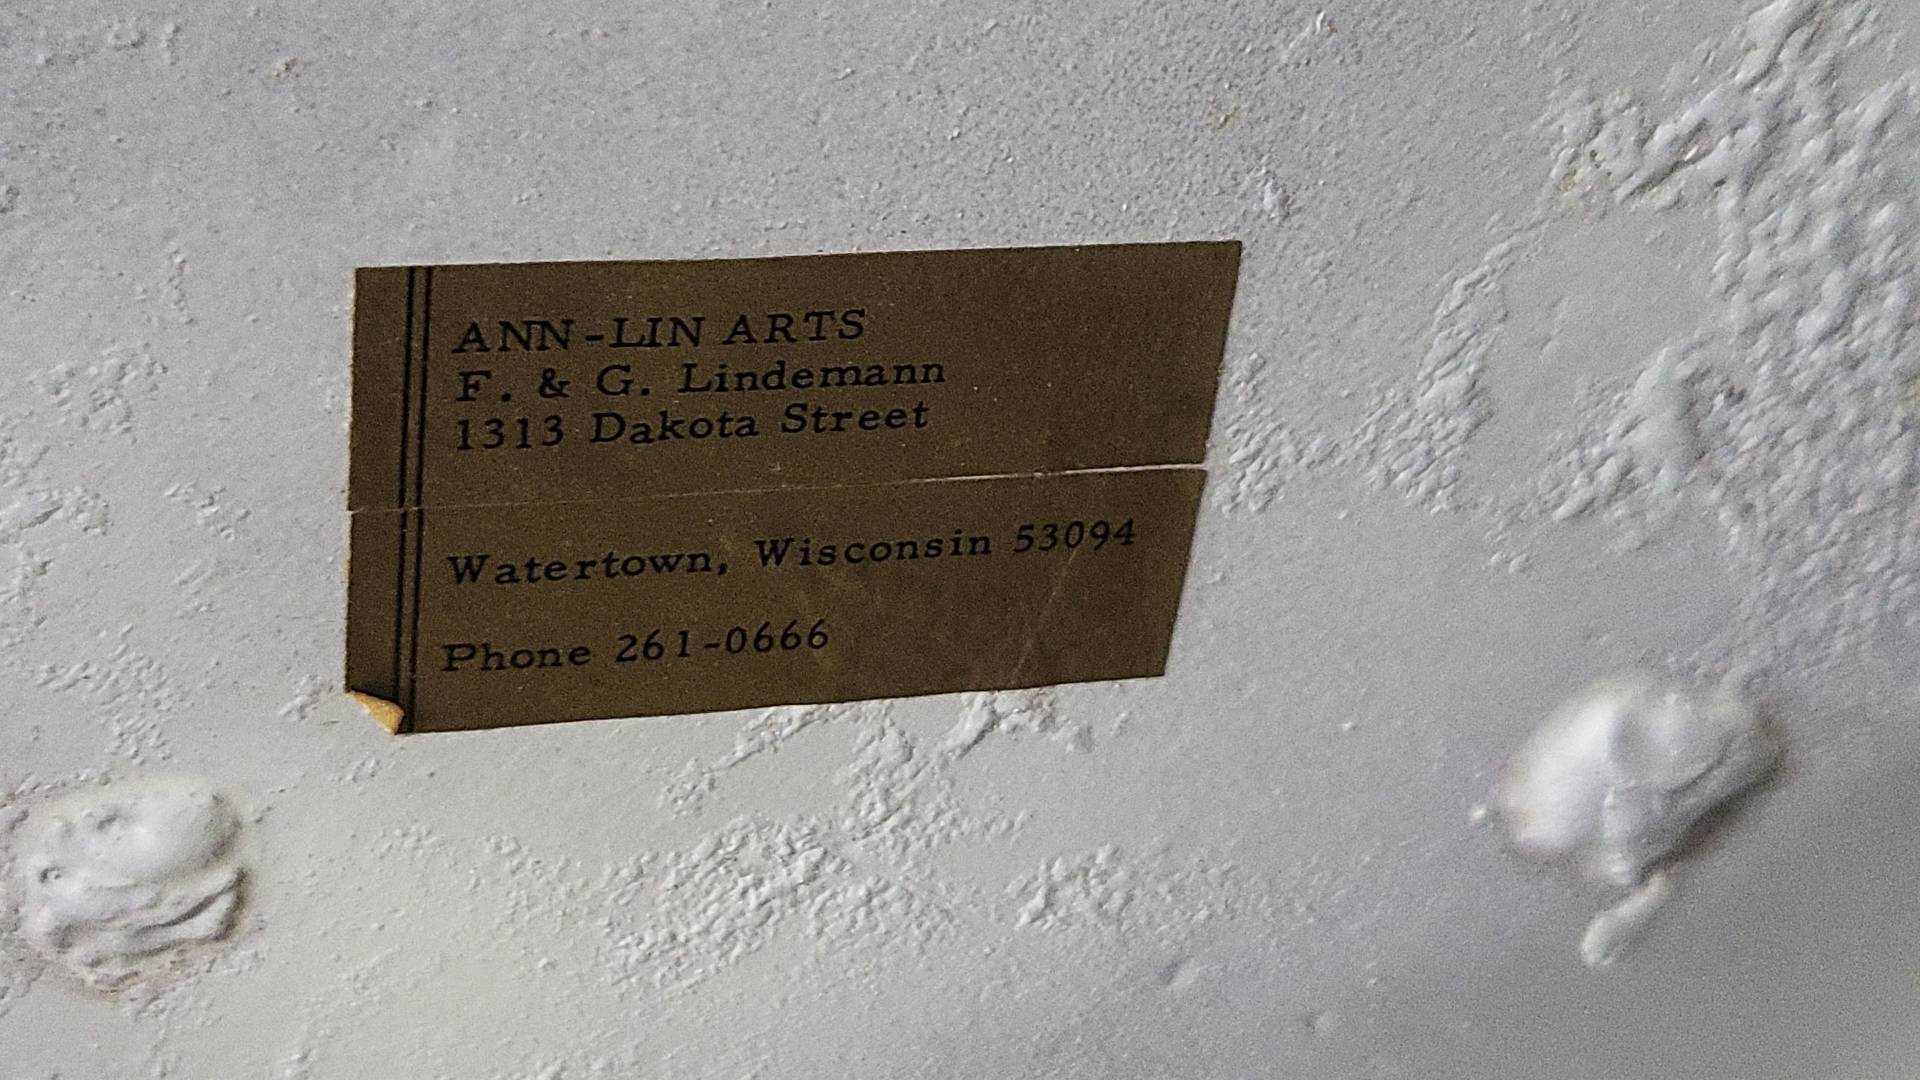 ANN-LIN ARTS
F. & G. Lindemann
1313 Dakota Street
Watertown, Wisconsin 53094
Phone 261-0666